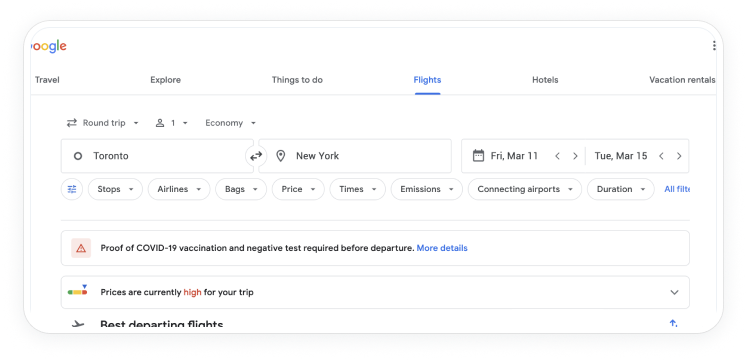 oogle
Travel Explore Things to do Flights Hotels Vacation rentals
Round trip 1 Economy
Toronto New York Fri, Mar 11 Tue, Mar 15
Stops Airlines Bags Price Times Emissions Connecting airports Duration All filte
Proof of COVID-19 vaccination and negative test required before departure. More details
Prices are currently high for your trip
Best departing flights